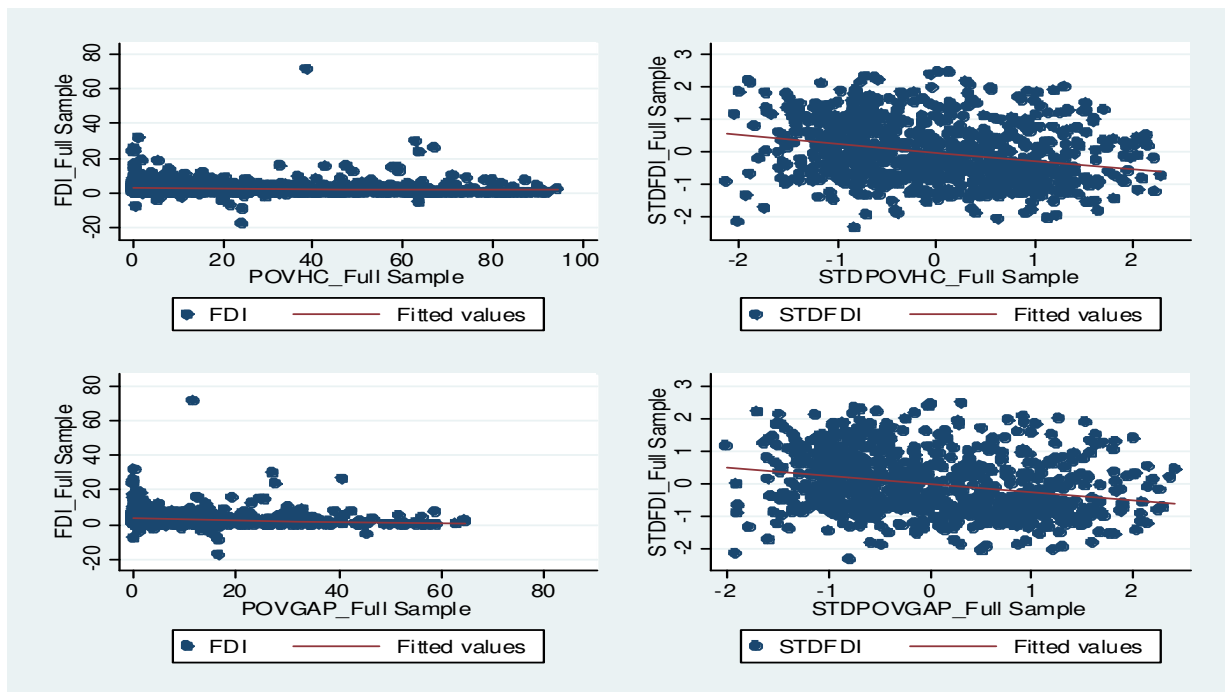 FDI_Full Sample
80
60
40
20
0
-20
0 20 40 60 80 100
POVHC_Full Sample
FDI Fitted values
STDFDI_Full Sample
3
2
1
0
-1
-2
-2 -1 0 1 2
STDPOVHC_Full Sample
STDFDI Fitted values
FDI_Full Sample
80
60
40
20
0
-20
0 20 40 60 80
POVGAP_Full Sample
FDI Fitted values
STDFDI_Full Sample
3
2
1
0
-1
-2
-2 -1 0 1 2
STDPOVGAP_Full Sample
STDFDI Fitted values